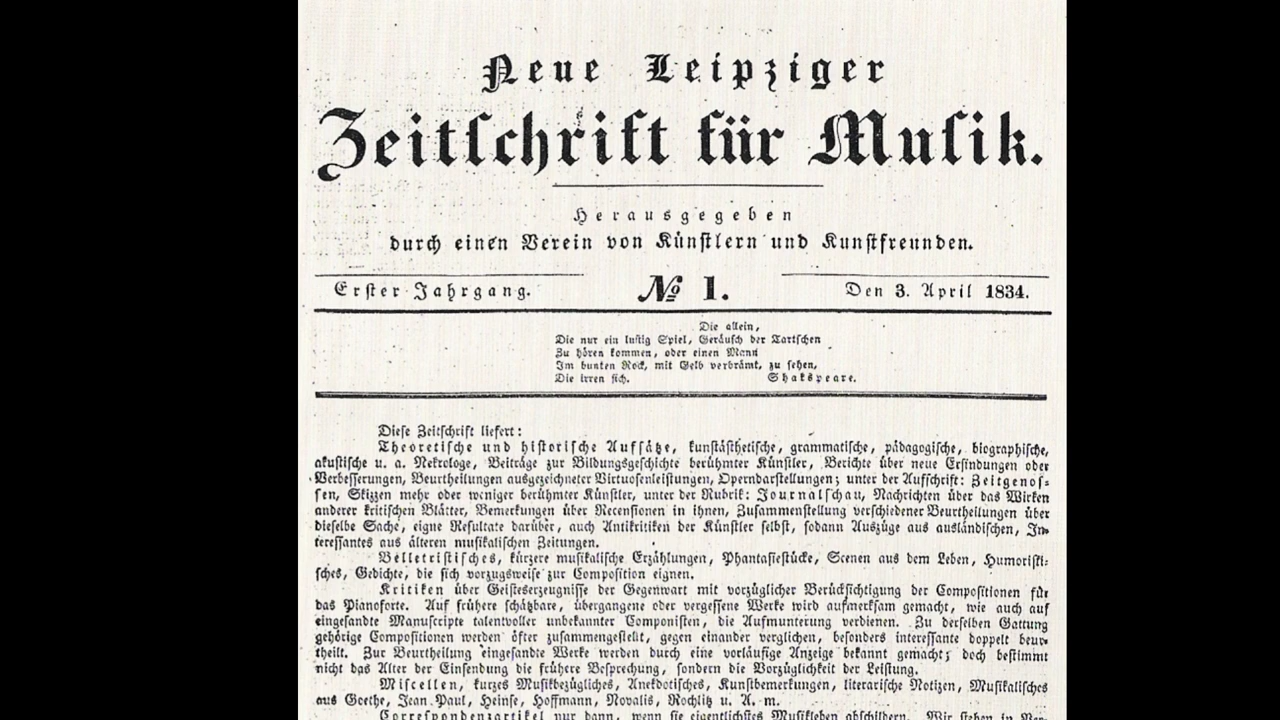 Neue Leipziger
Zeitschrift für Musik.
Herausgegeben
durch einen Verein von Künstlern und Kunstfreunden.
Erster Jahrgang. № 1. Den 3. April 1834.
Die allein,
Die nur ein lustig Spiel, Geräusch der Tartschen
Zu hören kommen, oder einen Mann
Im bunten Rock, mit Gelb verbrämt, zu sehen,
Die irren sich. Shakspeare.
Diese Zeitschrift liefert:
Theoretische und historische Aufsätze, kunstästhetische, grammatische, pädagogische, biographische,
akustische u. a. Nekrologe, Beiträge zur Bildungsgeschichte berühmter Künstler, Berichte über neue Erfindungen oder
Verbesserungen, Beurtheilungen ausgezeichneter Virtuosenleistungen, Operndarstellungen; unter der Aufschrift: Zeitgenos-
sen, Skizzen mehr oder weniger berühmter Künstler, unter der Rubrik: Journalschau, Nachrichten über das Wirken
anderer kritischen Blätter, Bemerkungen über Recensionen in ihnen, Zusammenstellung verschiedener Beurtheilungen über
dieselbe Sache, eigne Resultate darüber, auch Antikritiken der Künstler selbst, sodann Auszüge aus ausländischen, In-
teressantes aus älteren musikalischen Zeitungen.
Belletristisches, kürzere musikalische Erzählungen, Phantasiestücke, Scenen aus dem Leben, Humoristi-
sches, Gedichte, die sich vorzugsweise zur Composition eignen.
Kritiken über Geisteserzeugnisse der Gegenwart mit vorzüglicher Berücksichtigung der Compositionen für
das Pianoforte. Auf frühere schätzbare, übergangene oder vergessene Werke wird aufmerksam gemacht, wie auch auf
eingesandte Manuscripte talentvoller unbekannter Componisten, die Aufmunterung verdienen. Zu derselben Gattung
gehörige Compositionen werden öfter zusammengestellt, gegen einander verglichen, besonders interessante doppelt beur-
theilt. Zur Beurtheilung eingesandte Werke werden durch eine vorläufige Anzeige bekannt gemacht; doch bestimmt
nicht das Alter der Einsendung die frühere Besprechung, sondern die Vorzüglichkeit der Leistung.
Miscellen, kurzes Musikbezügliches, Anekdotisches, Kunstbemerkungen, literarische Notizen, Musikalisches
aus Goethe, Jean Paul, Heinse, Hoffmann, Novalis, Rochlitz u. A. m.
Correspondenzartikel nur dann, wenn sie eigentlichstes Musikleben abschildern. Wir stehen in Ver-